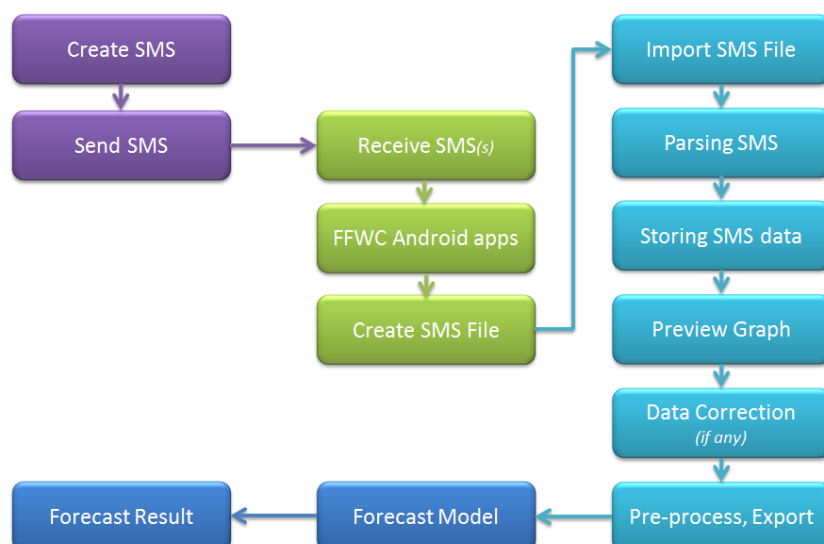 Create SMS
Send SMS
Receive SMS(s)
FFWC Android apps
Create SMS File
Import SMS File
Parsing SMS
Storing SMS data
Preview Graph
Data Correction
(if any)
Pre-process, Export
Forecast Model
Forecast Result